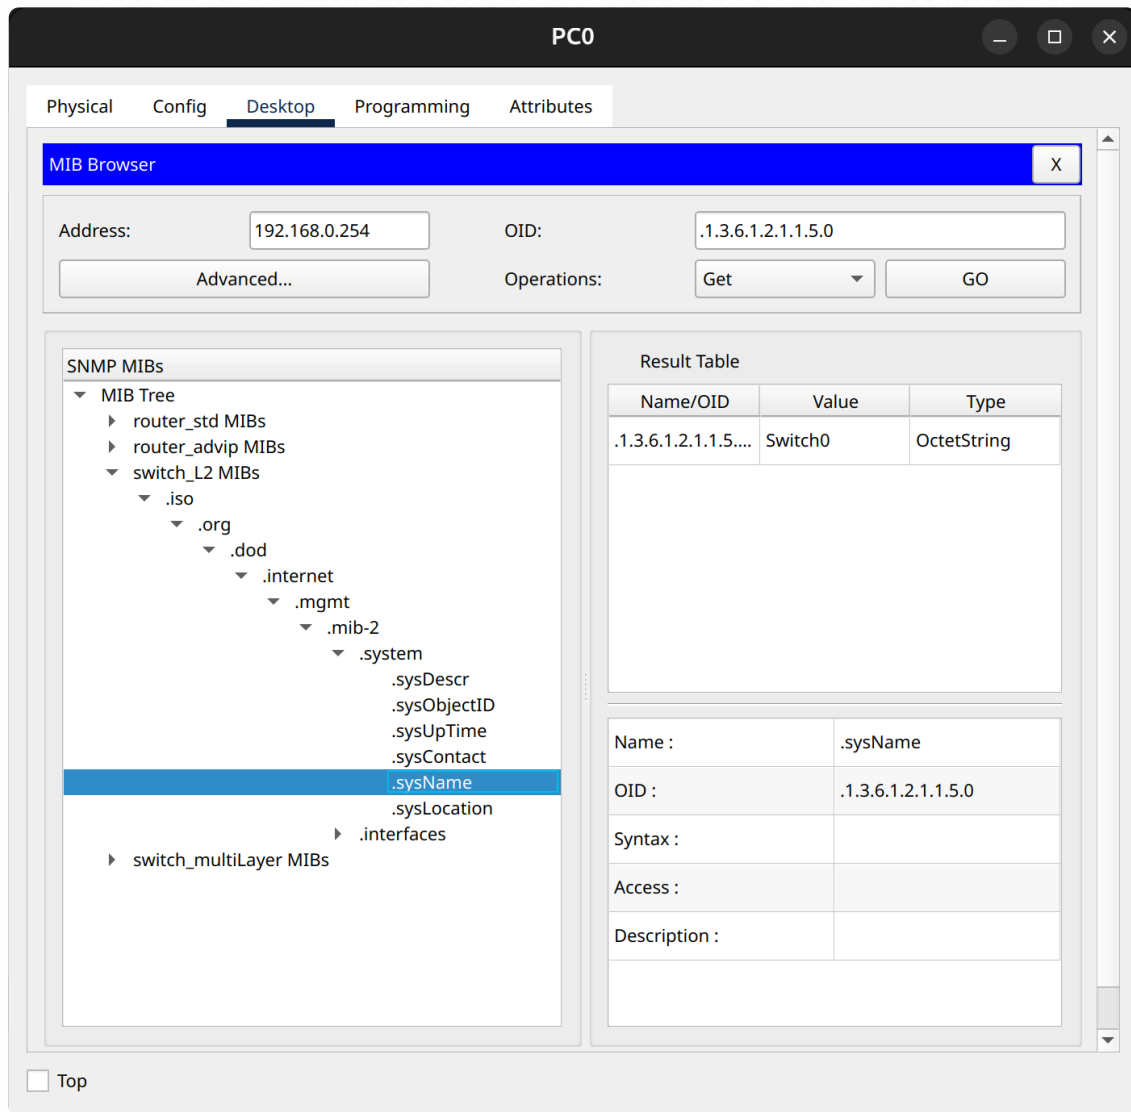 PC0
Physical Config Desktop Programming Attributes
MIB Browser X
Address: 192.168.0.254 OID: .1.3.6.1.2.1.1.5.0
Advanced... Operations: Get GO
SNMP MIBs
MIB Tree
router_std MIBs
router_advip MIBs
switch_L2 MIBs
.iso
.org
.dod
.internet
.mgmt
.mib-2
.system
.sysDescr
.sysObjectID
.sysUpTime
.sysContact
.sysName
.sysLocation
.interfaces
switch_multiLayer MIBs
Result Table
Name/OID Value Type
.1.3.6.1.2.1.1.5.... Switch0 OctetString
Name : .sysName
OID : .1.3.6.1.2.1.1.5.0
Syntax :
Access :
Description :
Top